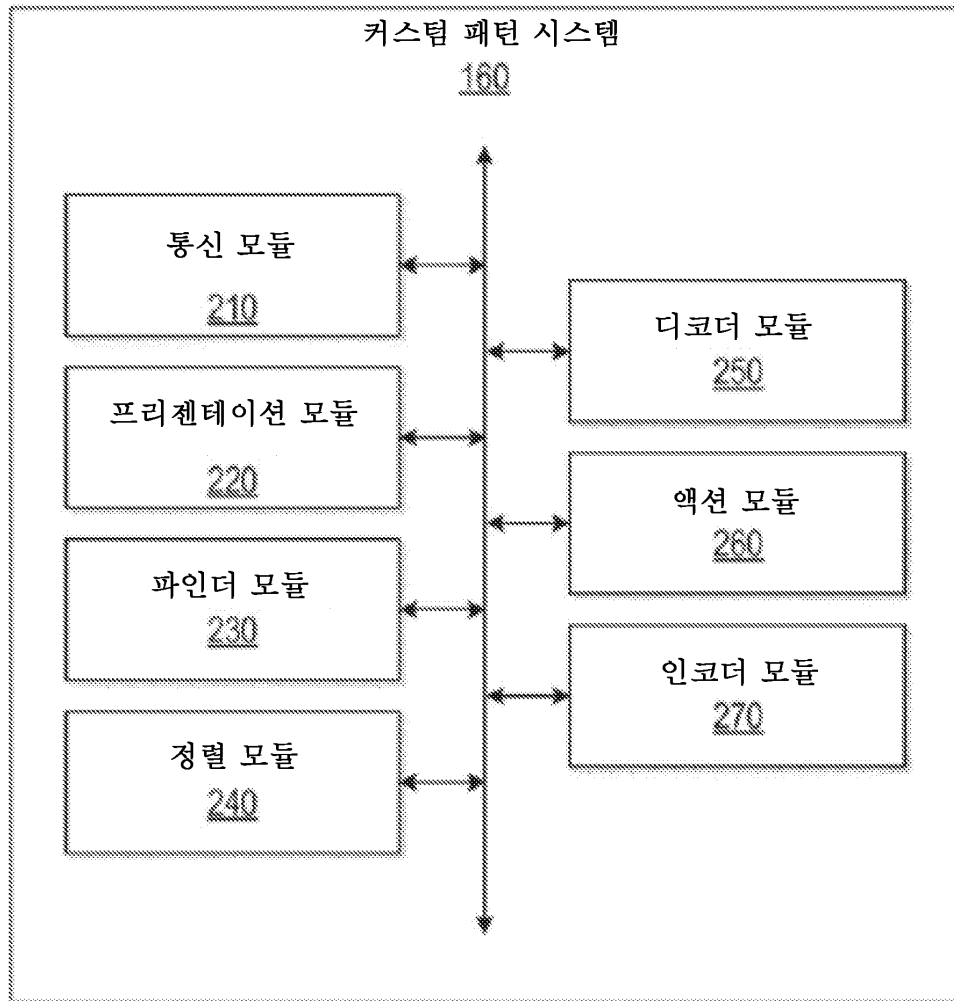 커스텀 패턴 시스템
160
통신 모듈
210
프리젠테이션 모듈
220
파인더 모듈
230
정렬 모듈
240
디코더 모듈
250
액션 모듈
260
인코더 모듈
270